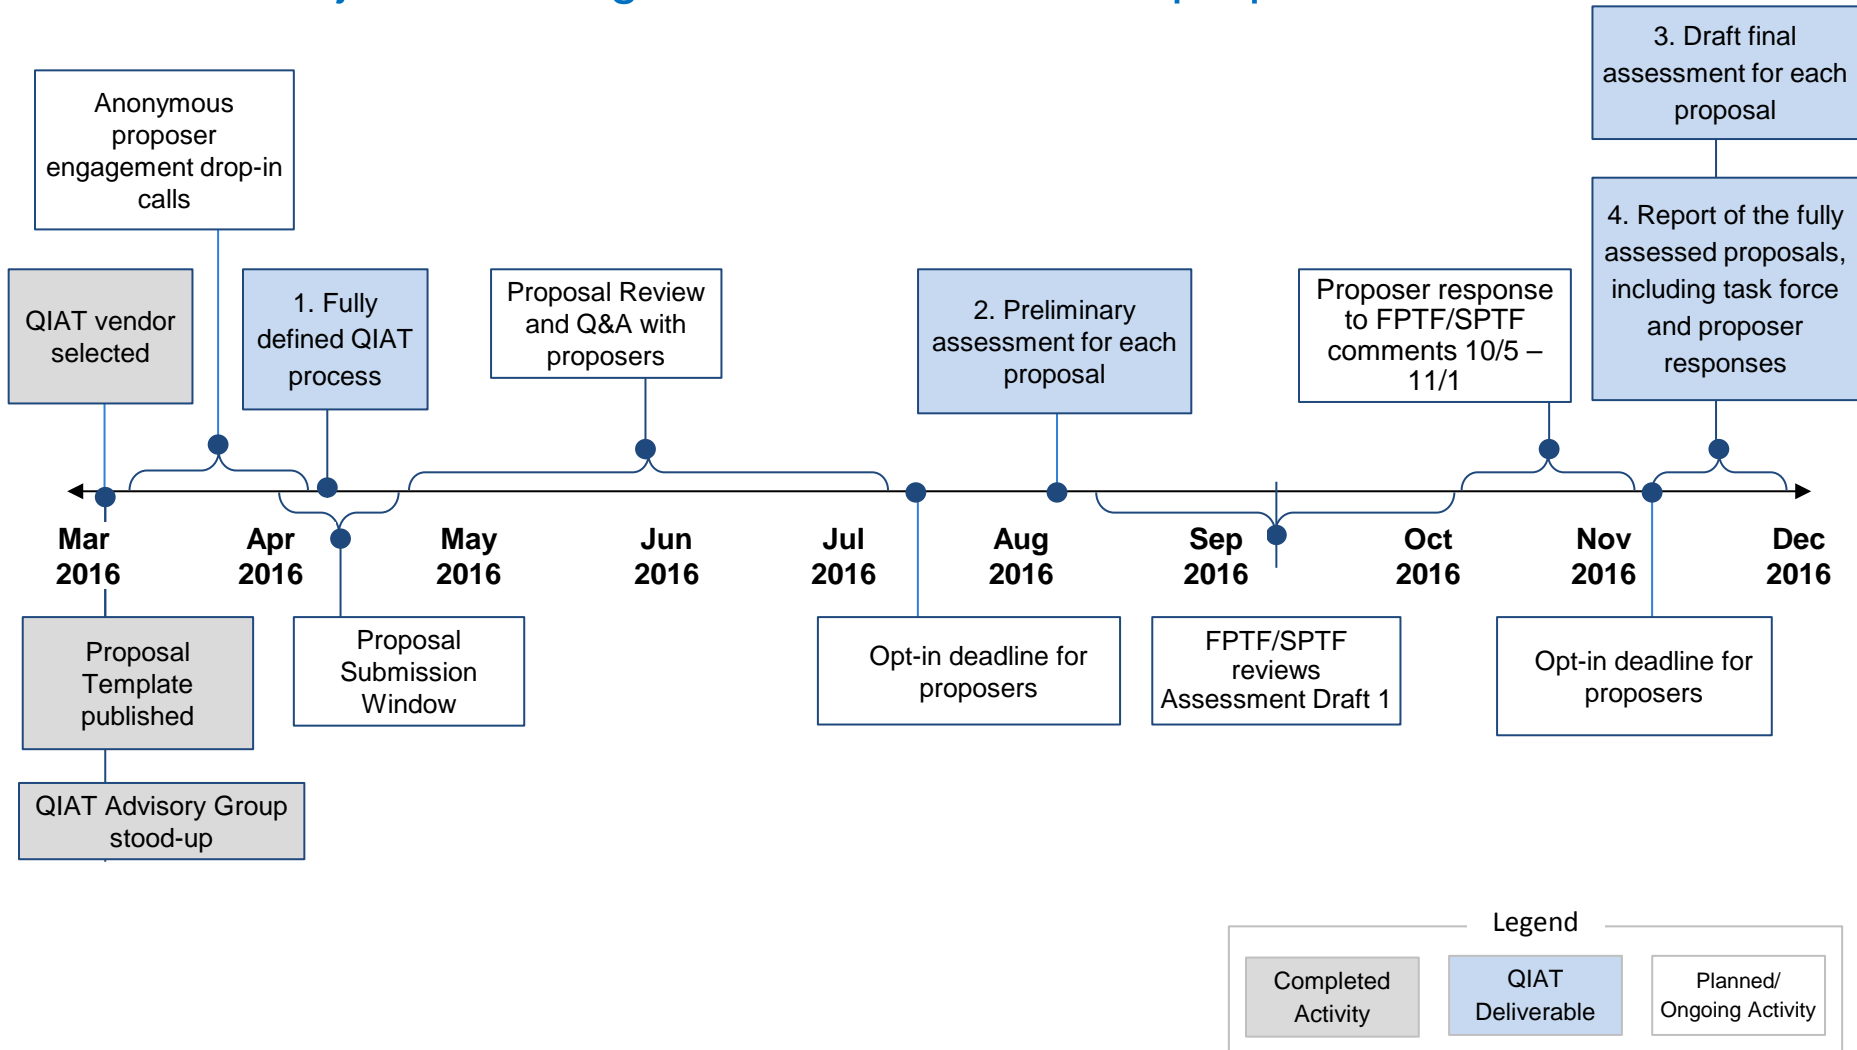 3. Draft final
assessment for each
proposal
Anonymous
proposer
engagement drop-in
calls
4. Report of the fully
assessed proposals,
including task force
and proposer
responses
QIAT vendor
selected
1. Fully
defined QIAT
process
Proposal Review
and Q&A with
proposers
2. Preliminary
assessment for each
proposal
Proposer response
to FPTF/SPTF
comments 10/5 –
11/1
Mar
2016
Apr
2016
May
2016
Jun
2016
Jul
2016
Aug
2016
Sep
2016
Oct
2016
Nov
2016
Dec
2016
Proposal
Template
published
Proposal
Submission
Window
Opt-in deadline for
proposers
FPTF/SPTF
reviews
Assessment Draft 1
Opt-in deadline for
proposers
QIAT Advisory Group
stood-up
Legend
Completed
Activity
QIAT
Deliverable
Planned/
Ongoing Activity